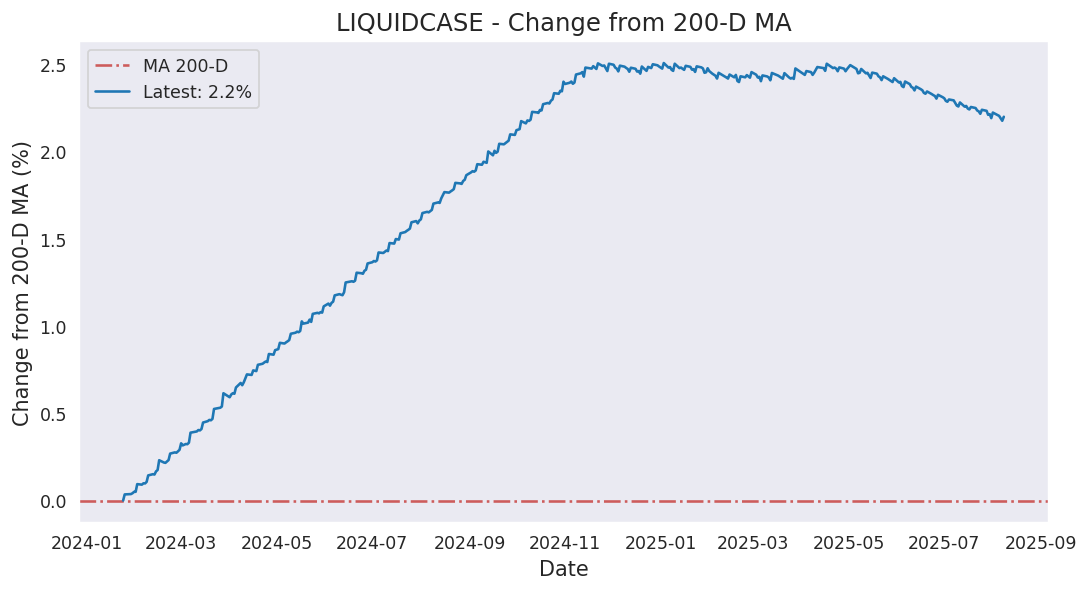 LIQUIDCASE - Change from 200-D MA
MA 200-D
Latest: 2.2%
Change from 200-D MA (%)
2.5
2.0
1.5
1.0
0.5
0.0
2024-01 2024-03 2024-05 2024-07 2024-09 2024-11 2025-01 2025-03 2025-05 2025-07 2025-09
Date